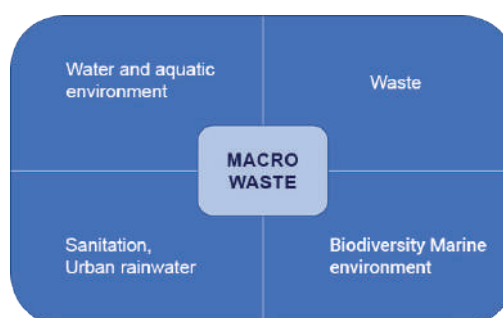 Water and aquatic
environment
Waste
MACRO
WASTE
Sanitation,
Urban rainwater
Biodiversity Marine
environment